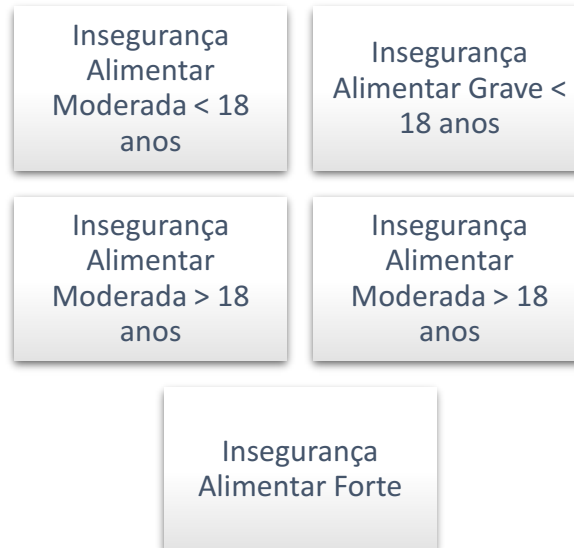 Insegurança
Alimentar
Moderada < 18
anos
Insegurança
Alimentar Grave <
18 anos
Insegurança
Alimentar
Moderada > 18
anos
Insegurança
Alimentar
Moderada > 18
anos
Insegurança
Alimentar Forte